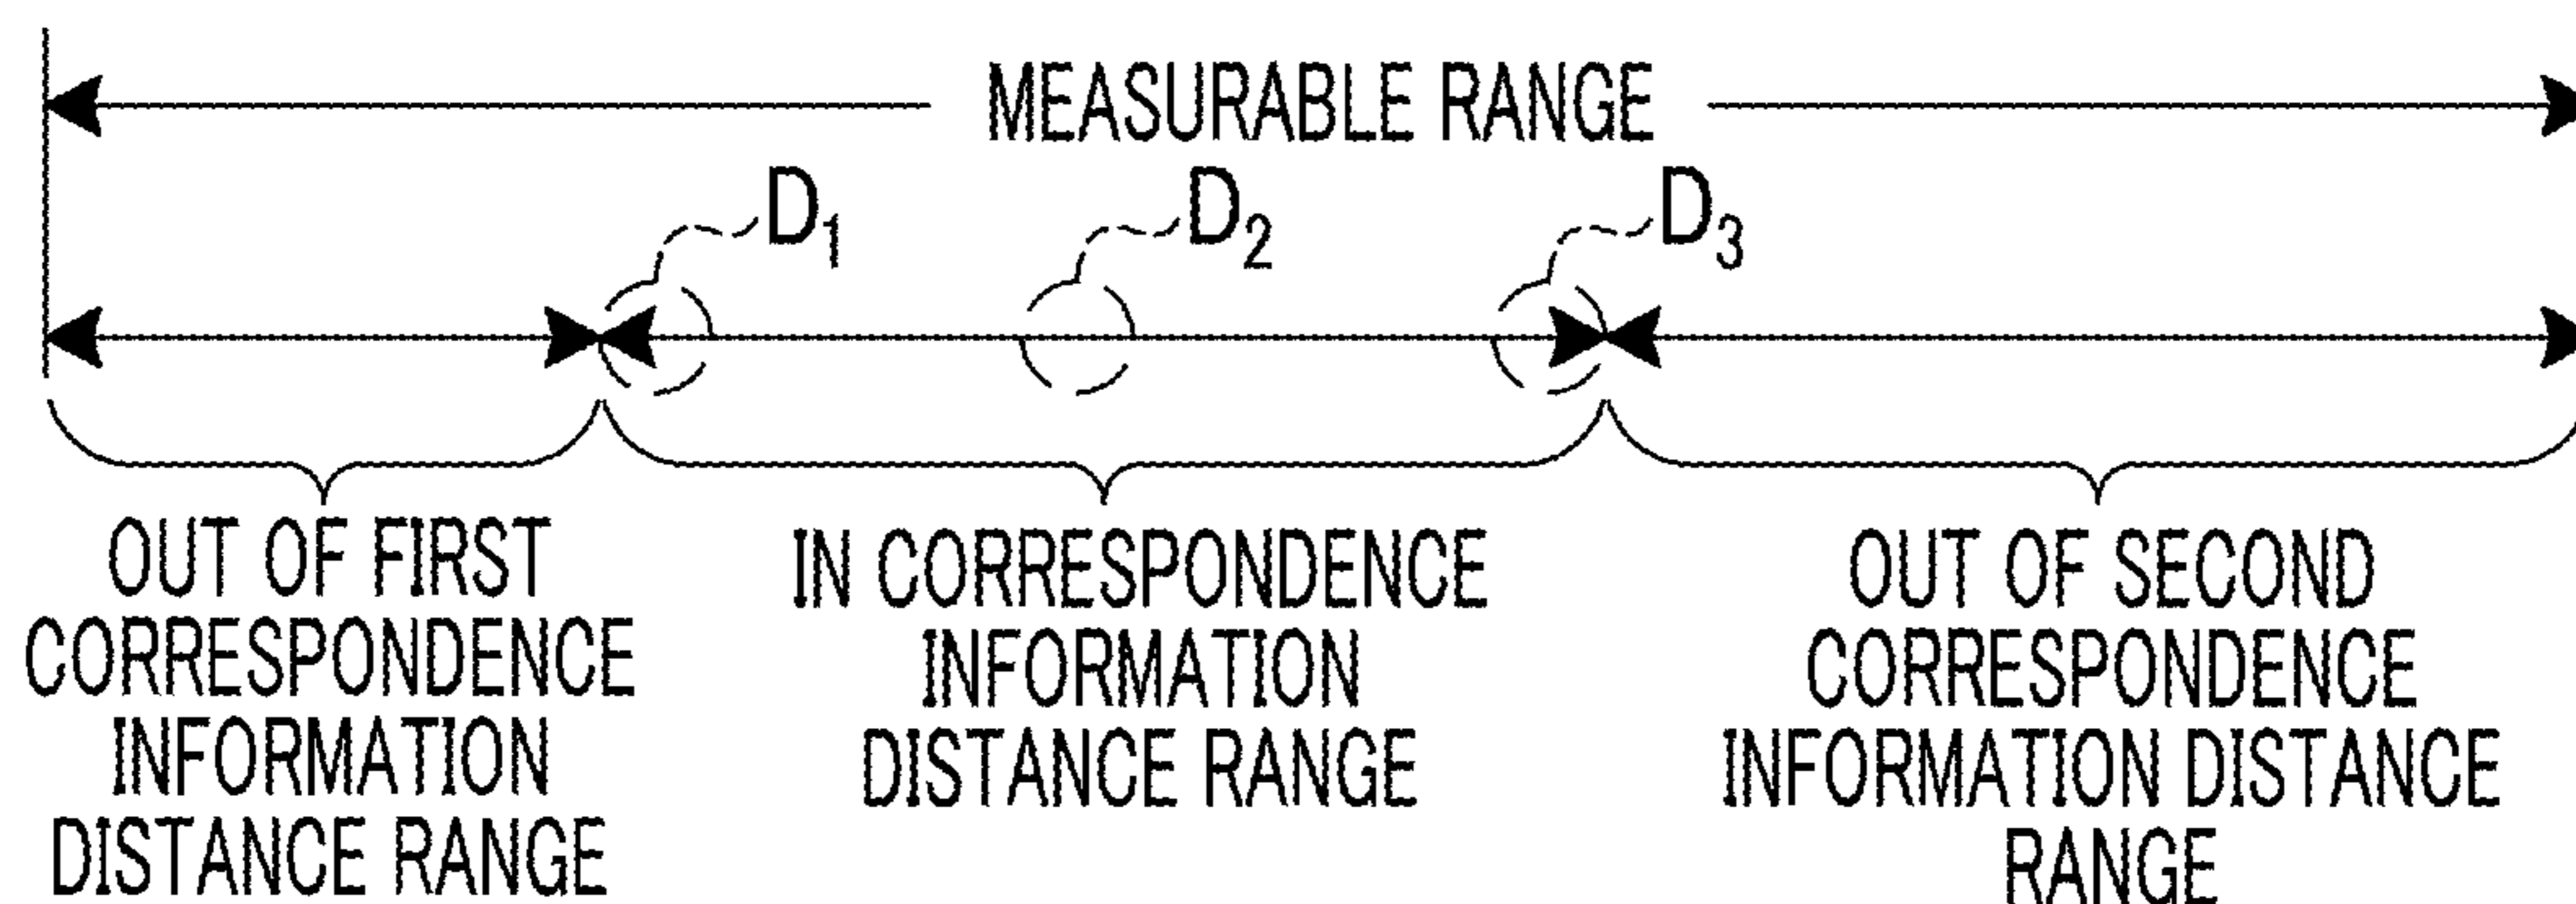 MEASURABLE RANGE
D1 D2 D3
OUT OF FIRST
CORRESPONDENCE
INFORMATION
DISTANCE RANGE
IN CORRESPONDENCE
INFORMATION
DISTANCE RANGE
OUT OF SECOND
CORRESPONDENCE
INFORMATION DISTANCE
RANGE